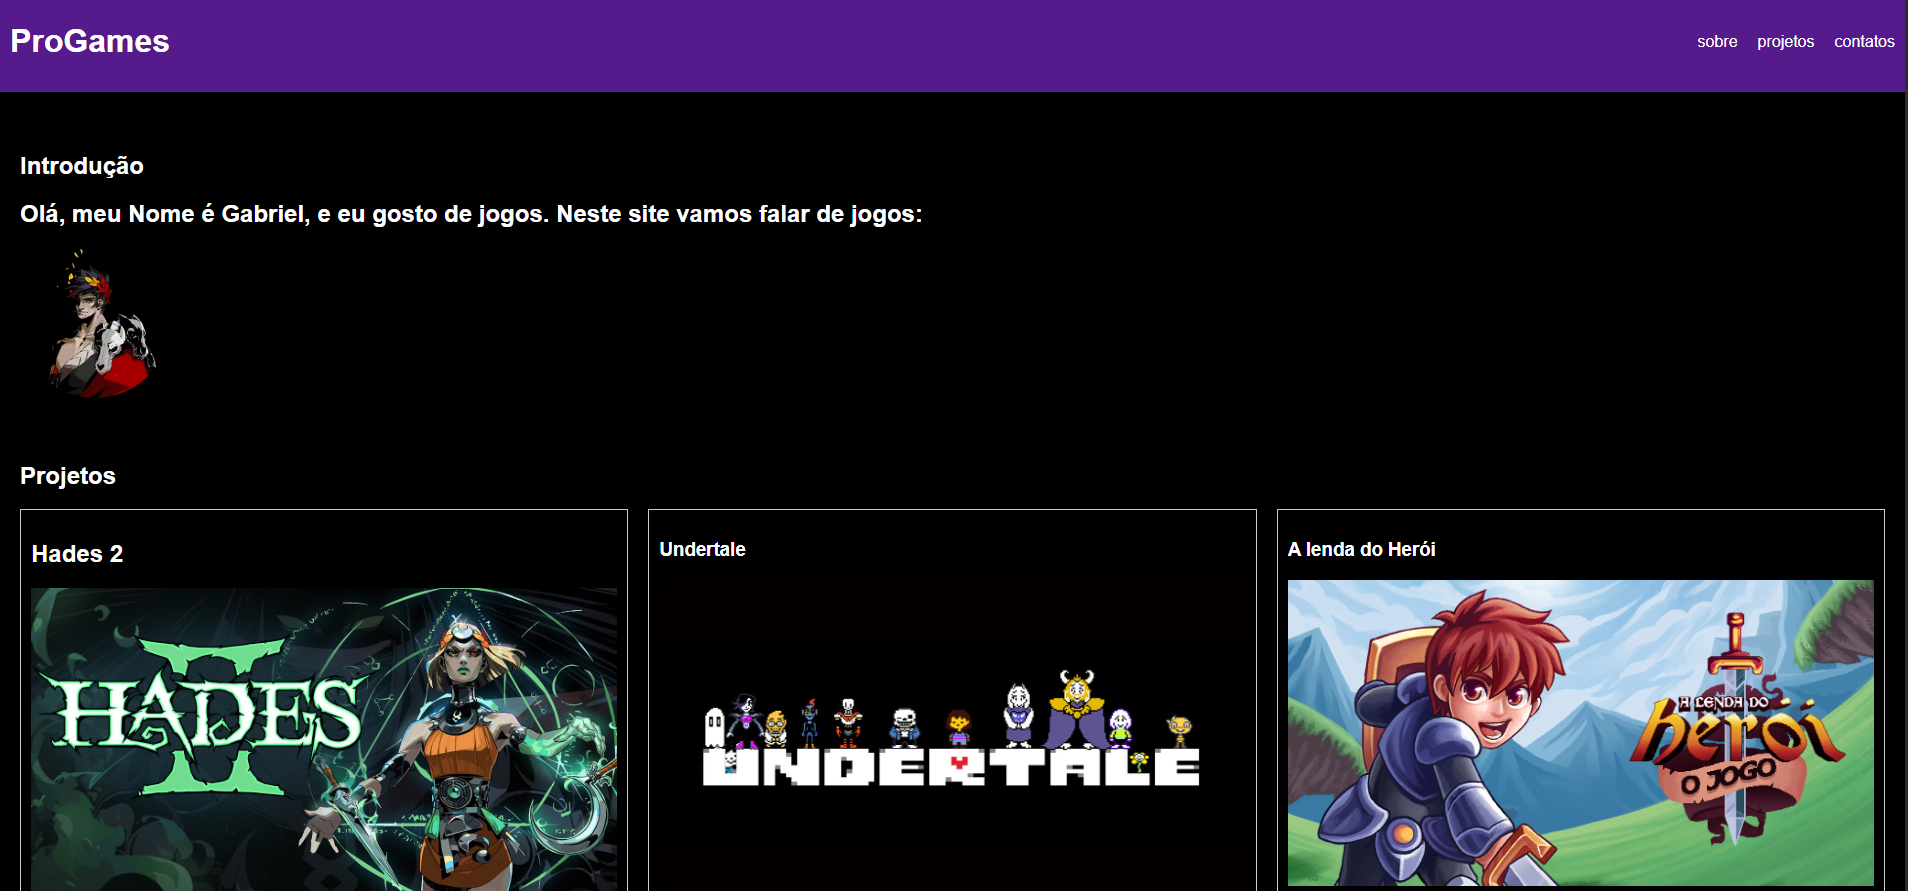 ProGames
sobre projetos contatos
Introdução
Olá, meu Nome é Gabriel, e eu gosto de jogos. Neste site vamos falar de jogos:
Projetos
Hades 2
HADES
II
Undertale
UNDERTALE
A lenda do Herói
A LENDA DO
herói
O JOGO